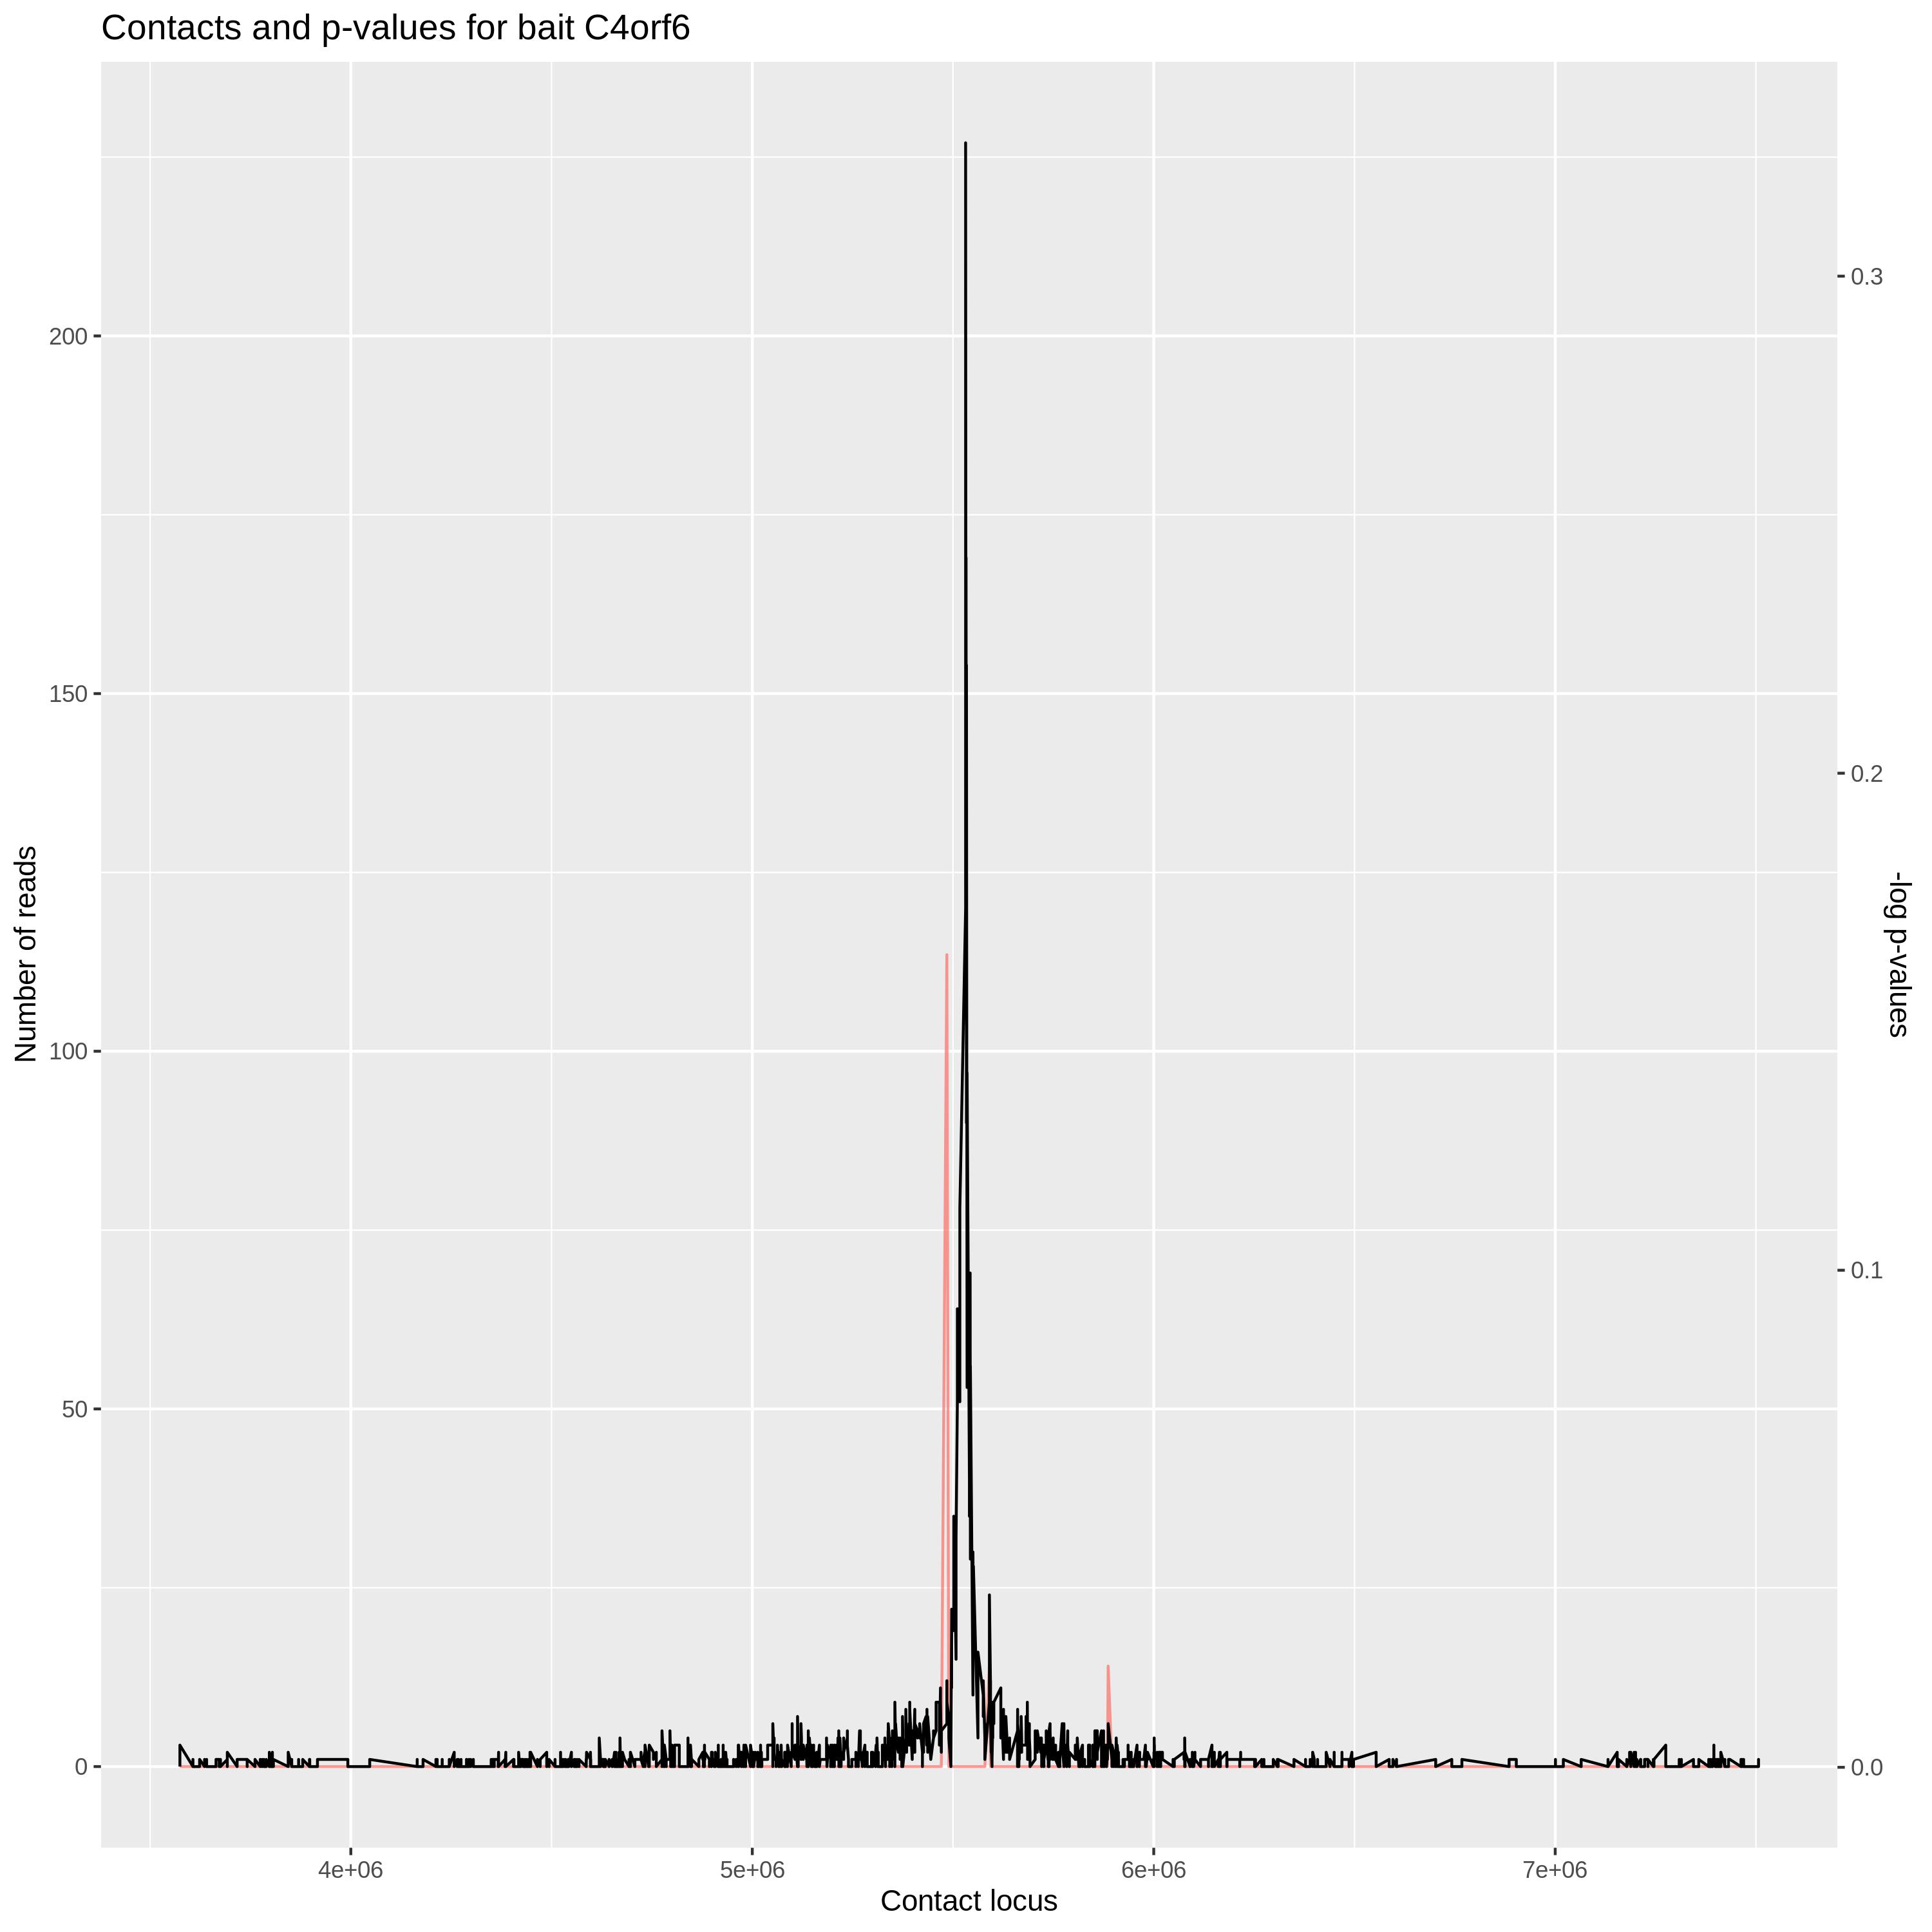 Contacts and p-values for bait C4orf6
200
150
100
50
0
0.3
0.2
0.1
0.0
Number of reads
-log p-values
4e+06
5e+06
6e+06
7e+06
Contact locus